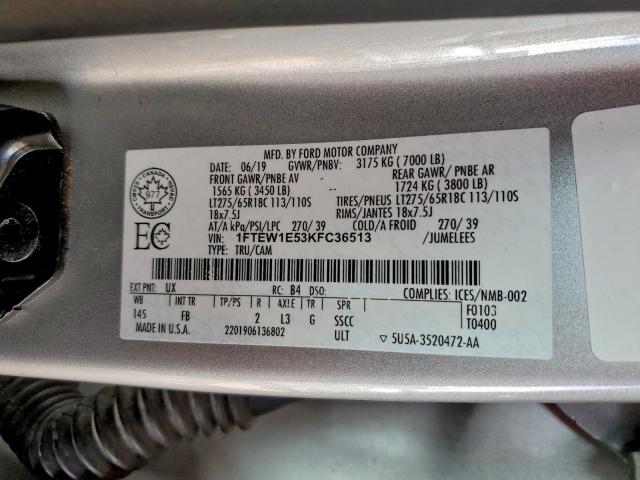 MFD. BY FORD MOTOR COMPANY
DATE: 06/19 GVWR/PNBV: 3175 KG ( 7000 LB)
FRONT GAWR/PNBE AV REAR GAWR/ PNBE AR
1565 KG ( 3450 LB) 1724 KG ( 3800 LB)
LT275/65R18C 113/110S TIRES/PNEUS LT275/65R18C 113/110S
18x7.5J RIMS/JANTES 18x7.5J
AT/A kPa/PSI/LPC 270/ 39 COLD/A FROID 270/ 39
VIN: 1FTEW1E53KFC36513 /JUMELEES
TYPE: TRU/CAM
CANADA
977
TRANSPORT
EC
EXT PNT: UX RC: B4 DSO: COMPLIES: ICES/NMB-002
WB INT TR TP/PS R AXLE TR SPR F0103
145 FB 2 L3 G SSCC T0400
MADE IN U.S.A. 2201906136802 ULT ▽ 5U5A-3520472-AA